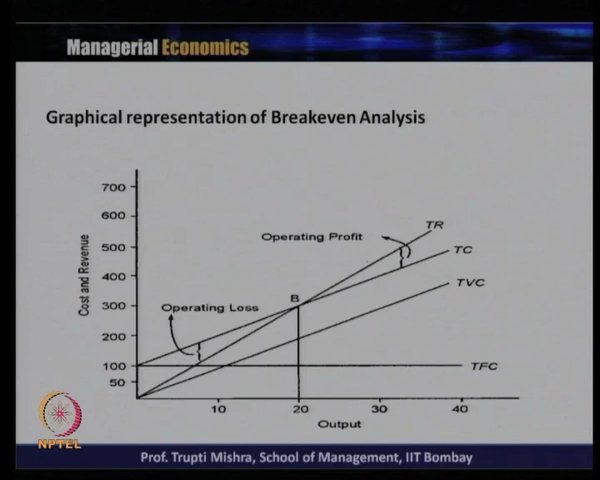 Managerial Economics
Graphical representation of Breakeven Analysis
700
600
500
400
300
200
100
50
Cost and Revenue
Operating Profit
Operating Loss
B
TR
TC
TVC
TFC
10
20
30
40
Output
NPTEL
Prof. Trupti Mishra, School of Management, IIT Bombay